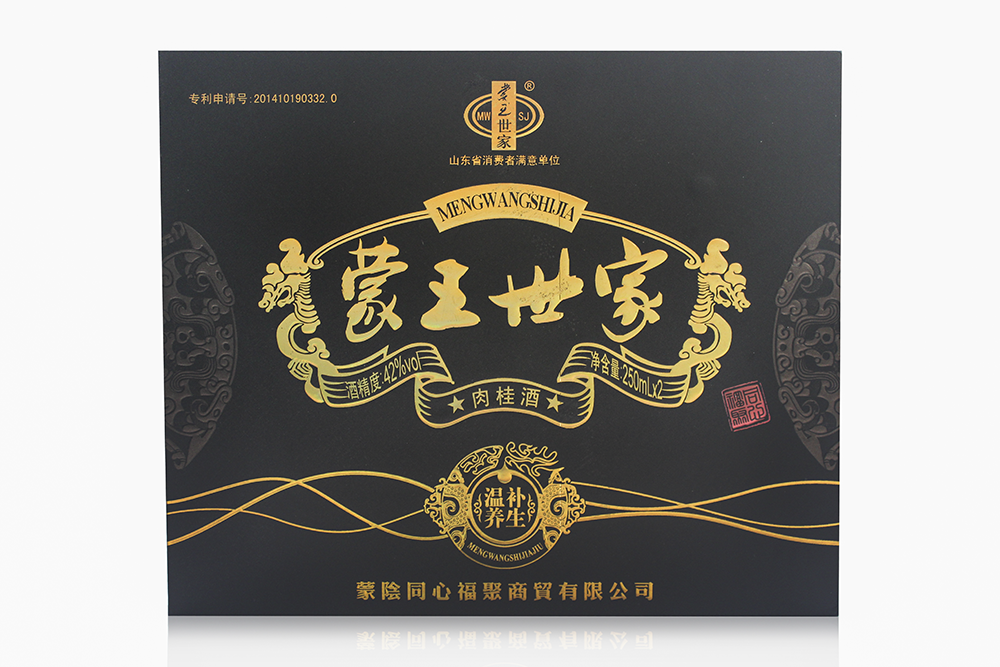 专利申请号:201410190332.0
®
MW 蒙王世家 SJ
山东省消费者满意单位
MENGWANGSHIJIA
蒙王世家
酒精度:42%vol
净含量:250mLx2
★肉桂酒★
温补
养生
MENGWANGSHIJIAJIU
蒙陰同心福聚商貿有限公司